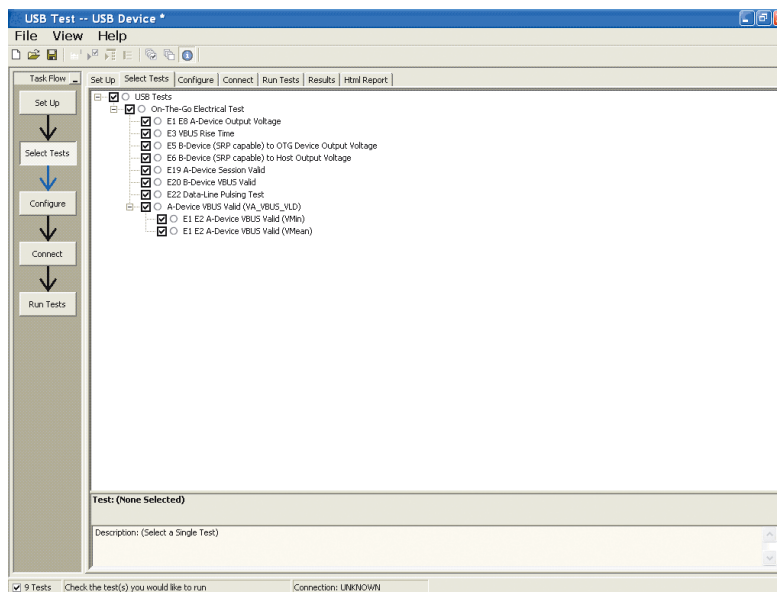 USB Test -- USB Device *
File View Help
Task Flow
Set Up
Select Tests
Configure
Connect
Run Tests
Set Up Select Tests Configure Connect Run Tests Results Html Report
USB Tests
On-The-Go Electrical Test
E1 E8 A-Device Output Voltage
E3 VBUS Rise Time
E5 B-Device (SRP capable) to OTG Device Output Voltage
E6 B-Device (SRP capable) to Host Output Voltage
E19 A-Device Session Valid
E20 B-Device VBUS Valid
E22 Data-Line Pulsing Test
A-Device VBUS Valid (VA_VBUS_VLD)
E1 E2 A-Device VBUS Valid (VMin)
E1 E2 A-Device VBUS Valid (VMean)
Test: (None Selected)
Description: (Select a Single Test)
9 Tests Check the test(s) you would like to run Connection: UNKNOWN